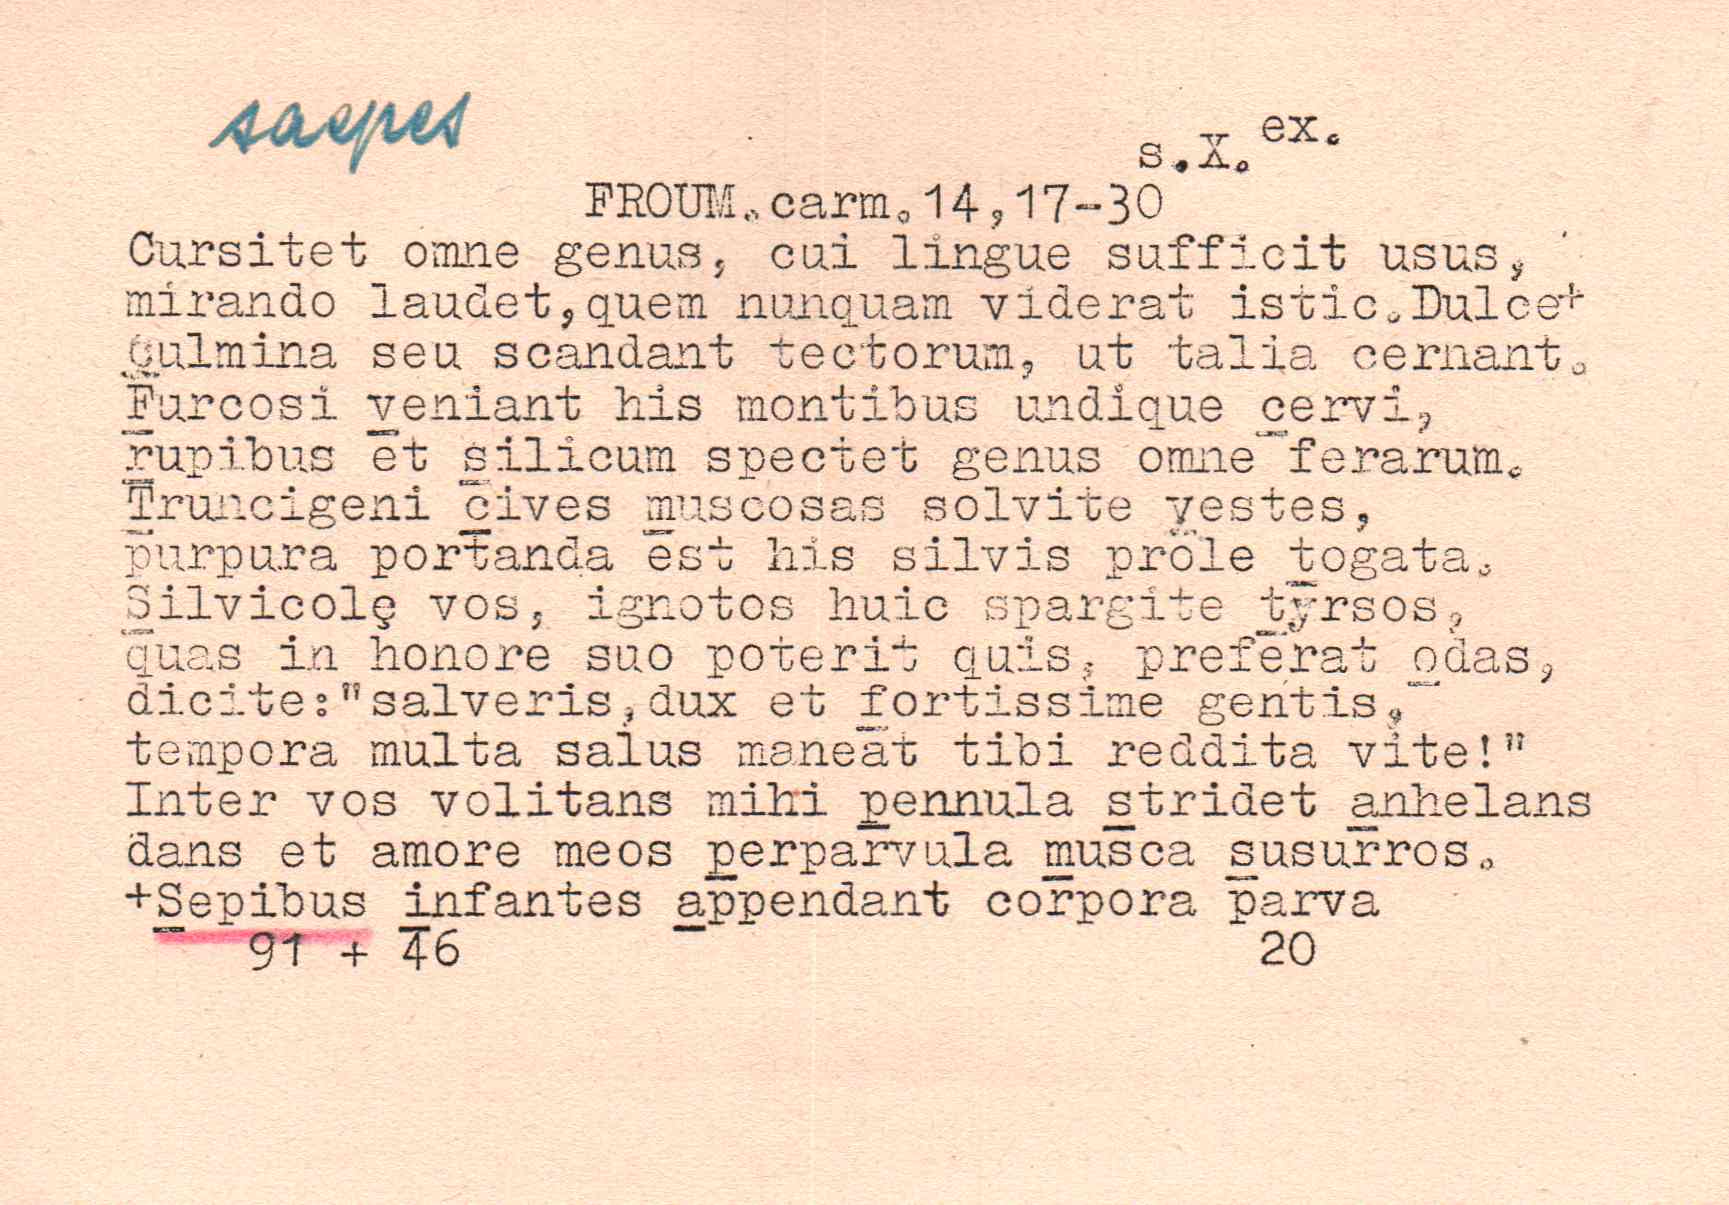 saepes
s.X.ex.
FROUM. carm.14,17-30
Cursitet omne genus, cui lingue sufficit usus,
mirando laudet,quem nunquam viderat istic.Dulce+
Culmina seu scandant tectorum, ut talia cernant.
Furcosi veniant his montibus undique cervi,
rupibus et silicum spectet genus omne ferarum.
Truncigeni cives muscosas solvite vestes,
purpura portanda est his silvis prole togata.
Silvicolę vos, ignotos huic spargite tyrsos,
quas in honore suo poterit quis, preferat odas,
dicite:"salveris,dux et fortissime gentis,
tempora multa salus maneat tibi reddita vite!"
Inter vos volitans mihi pennula stridet anhelans
dans et amore meos perparvula musca susurros.
+Sepibus infantes appendant corpora parva
91 + 46 20